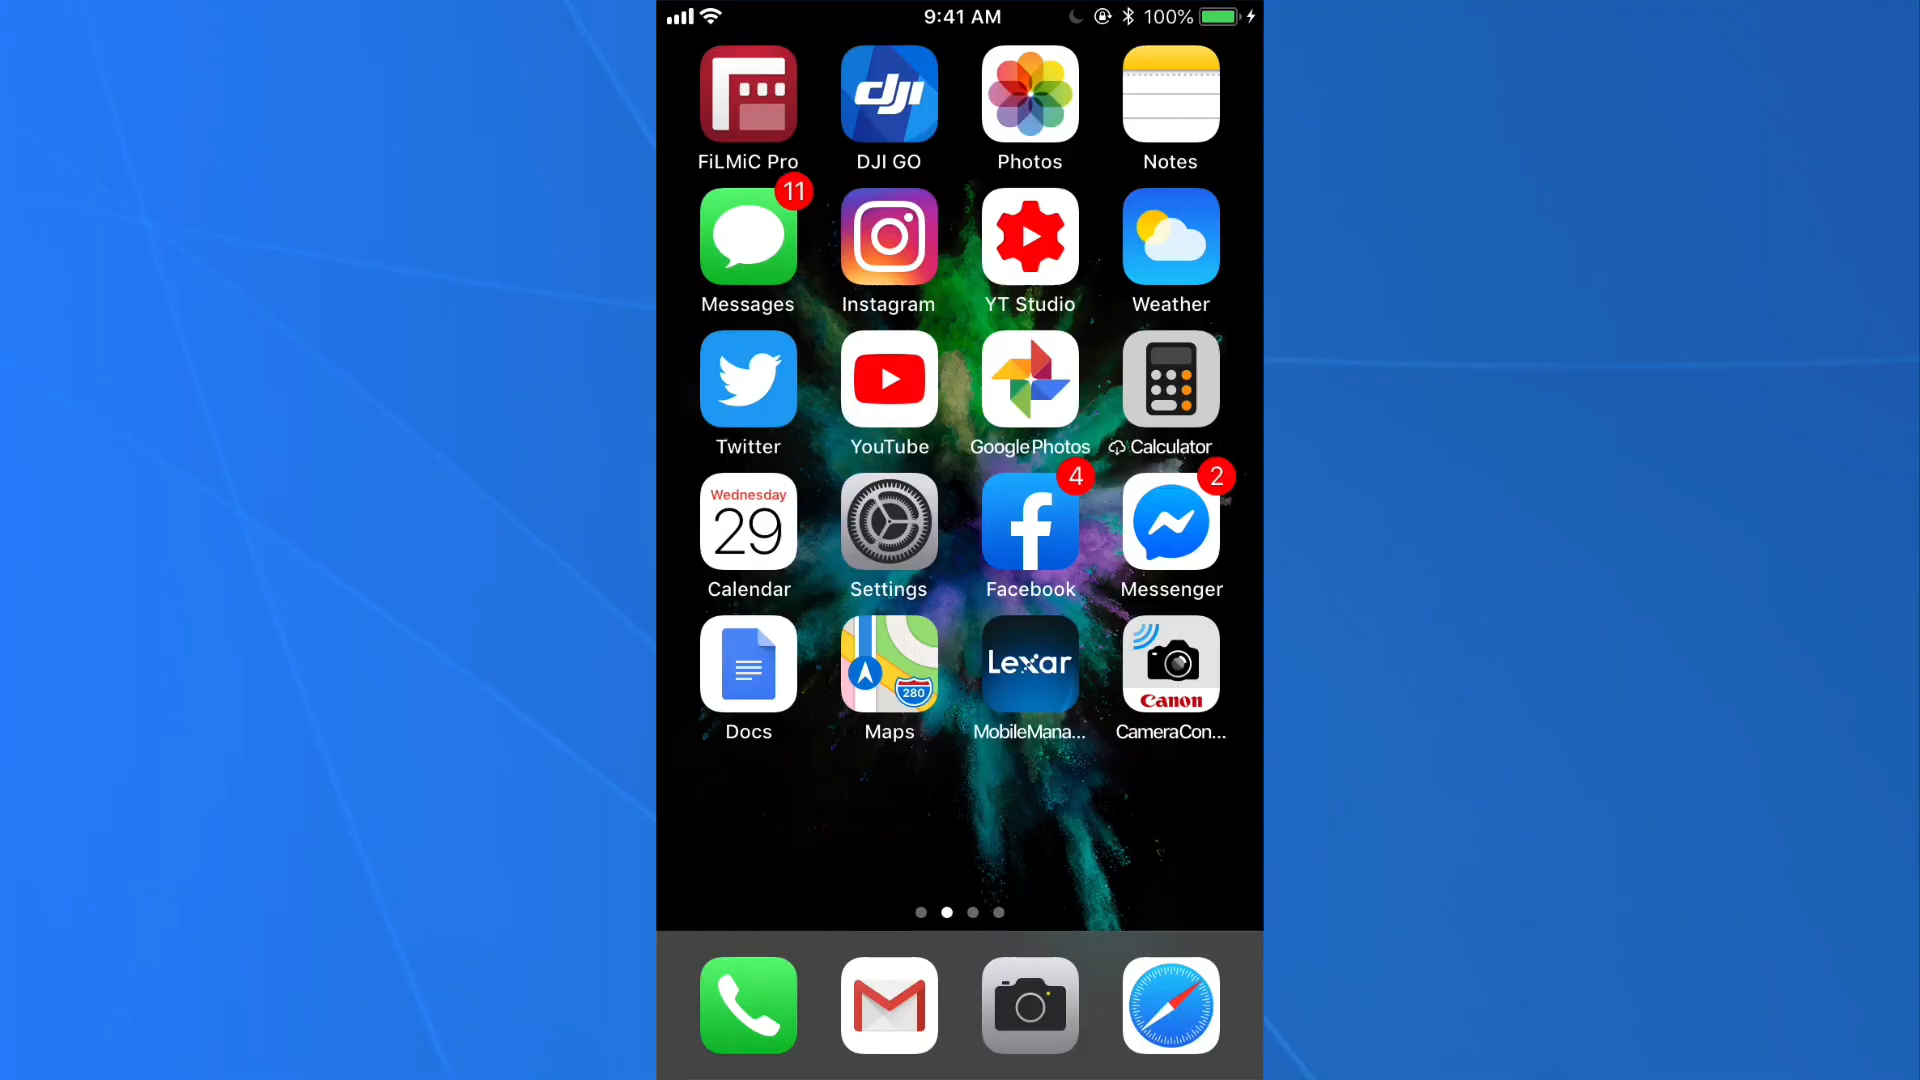 9:41 AM 100%
dji
FiLMiC Pro DJI GO Photos Notes
11
Messages Instagram YT Studio Weather
Twitter YouTube Google Photos Calculator
Wednesday 4 2
29
Calendar Settings Facebook Messenger
Lexar
280 Canon
Docs Maps MobileMana... CameraCon...